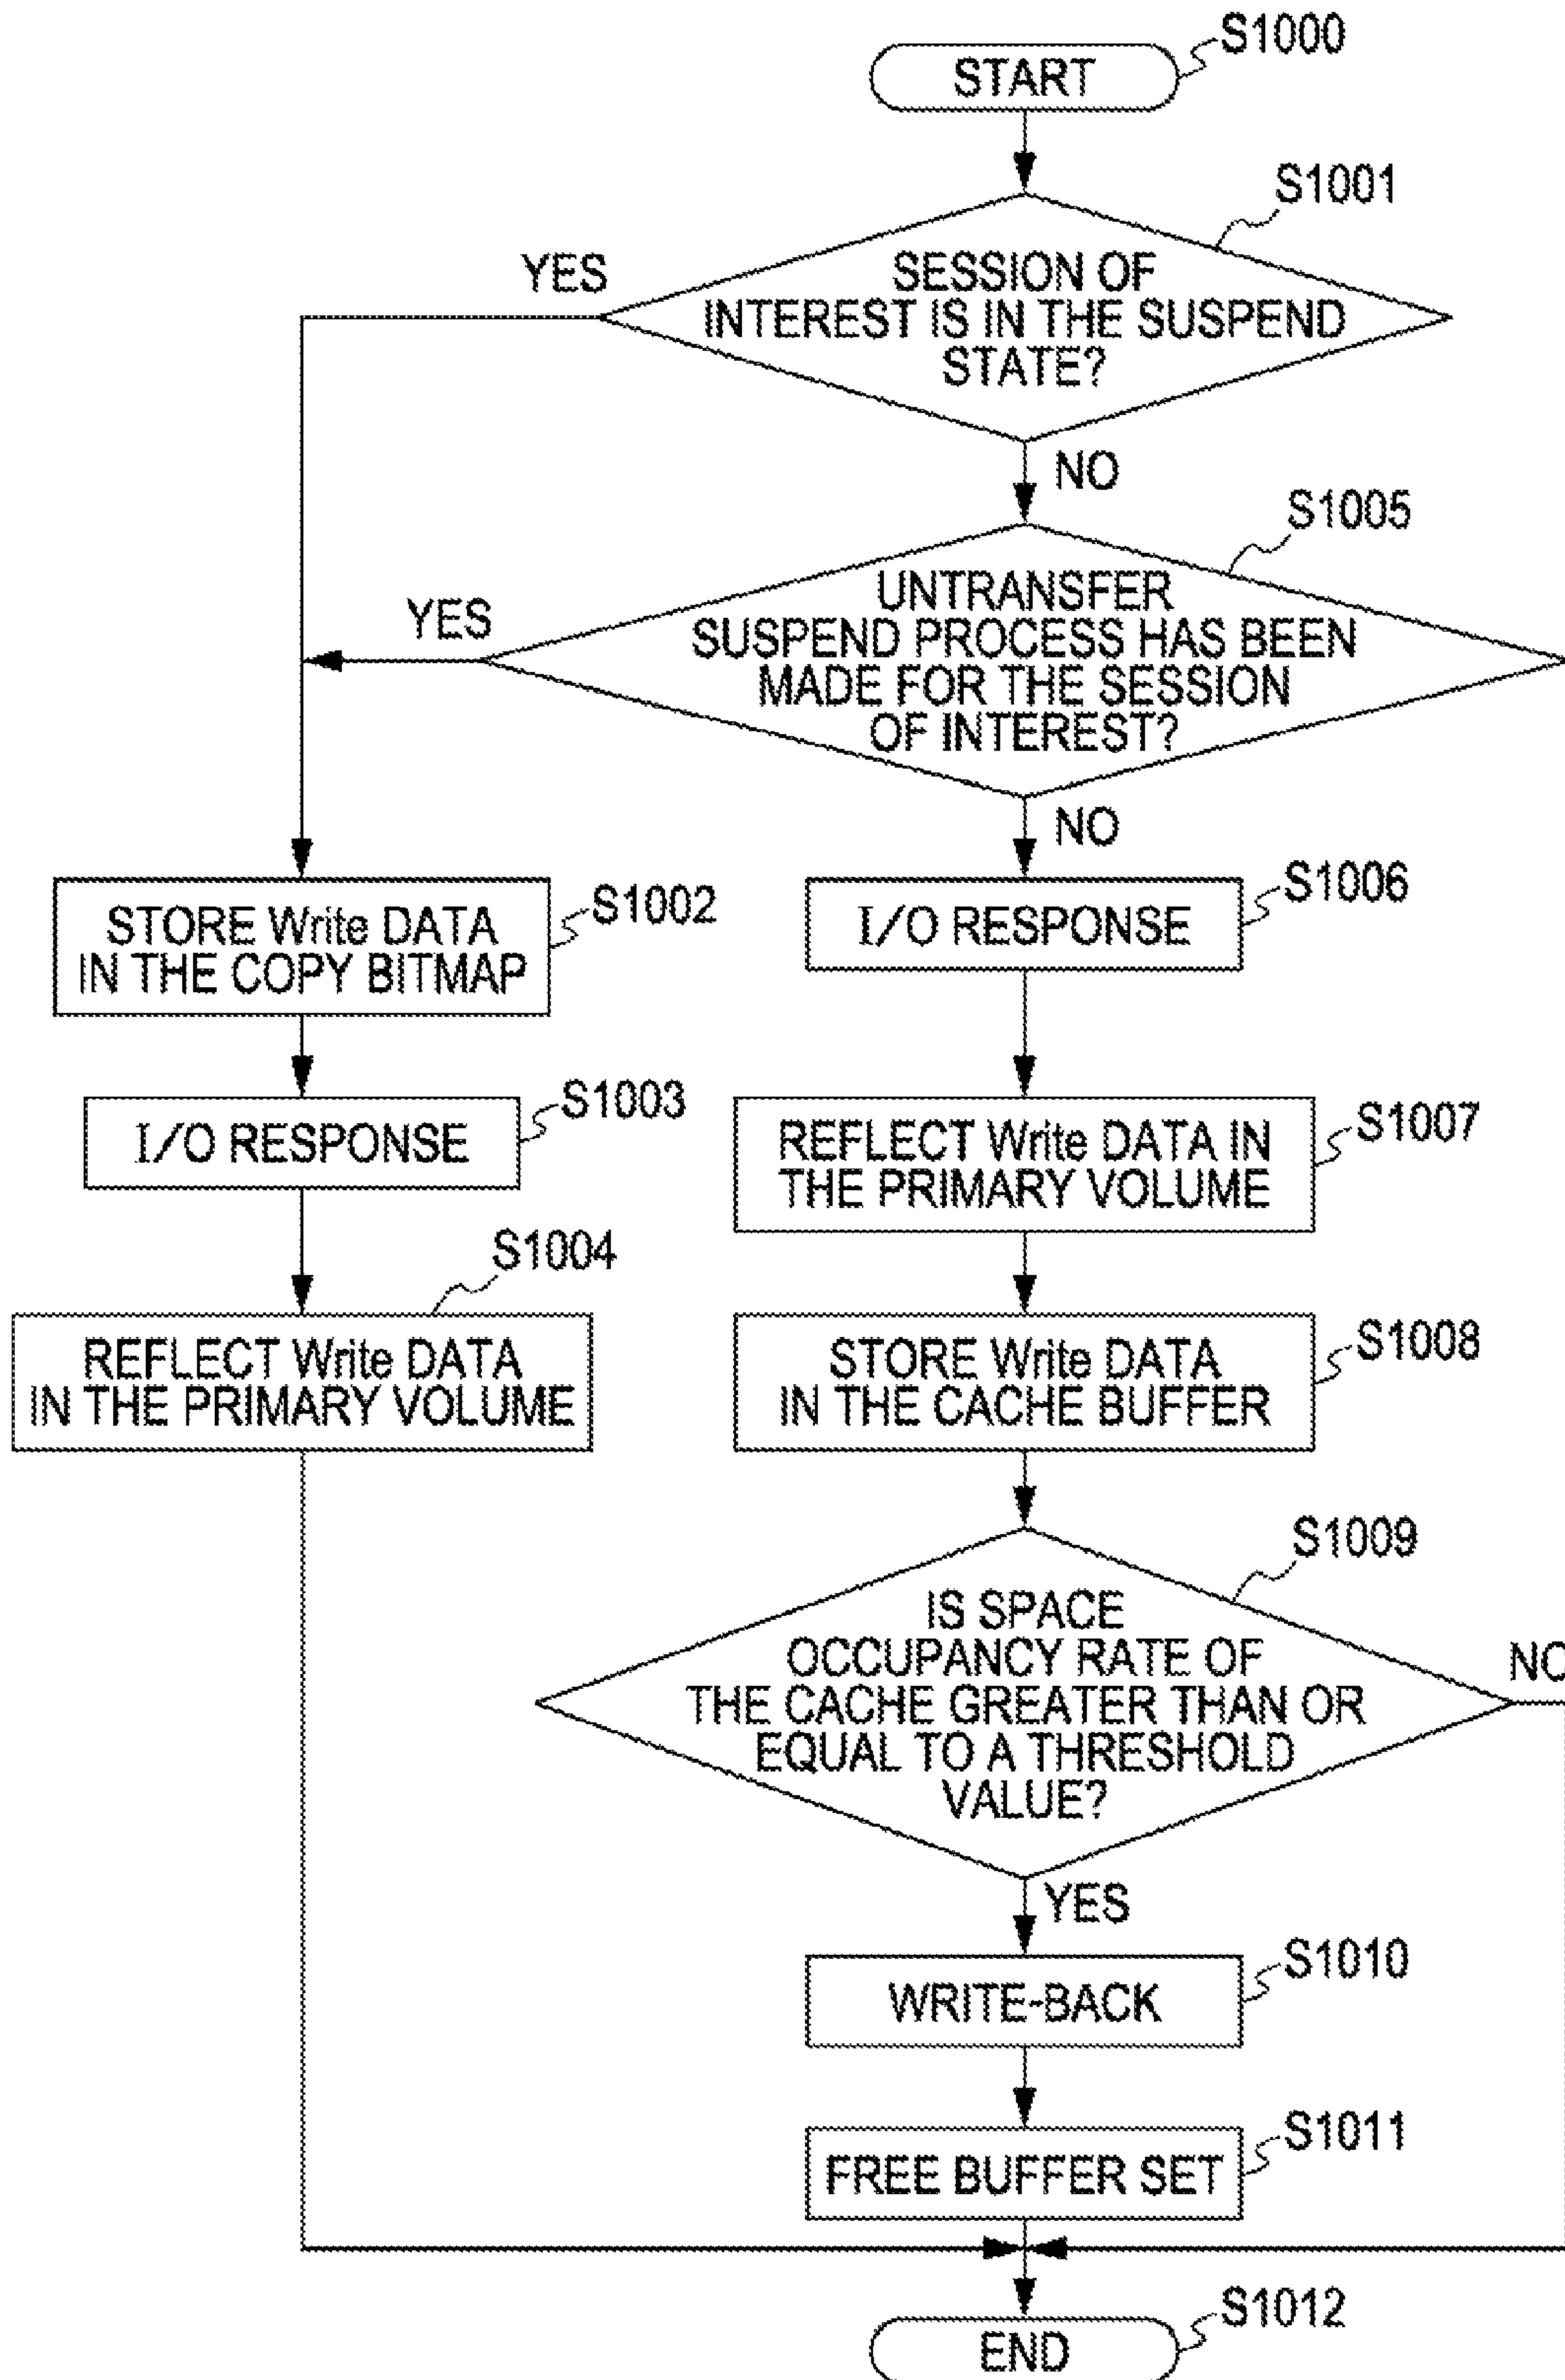 S1000
START
S1001
YES
SESSION OF
INTEREST IS IN THE SUSPEND
STATE?
NO
S1005
YES
UNTRANSFER
SUSPEND PROCESS HAS BEEN
MADE FOR THE SESSION
OF INTEREST?
NO
STORE Write DATA
IN THE COPY BITMAP
S1002
I/O RESPONSE
S1006
I/O RESPONSE
S1003
REFLECT Write DATA IN
THE PRIMARY VOLUME
S1007
S1004
REFLECT Write DATA
IN THE PRIMARY VOLUME
STORE Write DATA
IN THE CACHE BUFFER
S1008
S1009
IS SPACE
OCCUPANCY RATE OF
THE CACHE GREATER THAN OR
EQUAL TO A THRESHOLD
VALUE?
NO
YES
WRITE-BACK
S1010
FREE BUFFER SET
S1011
S1012
END